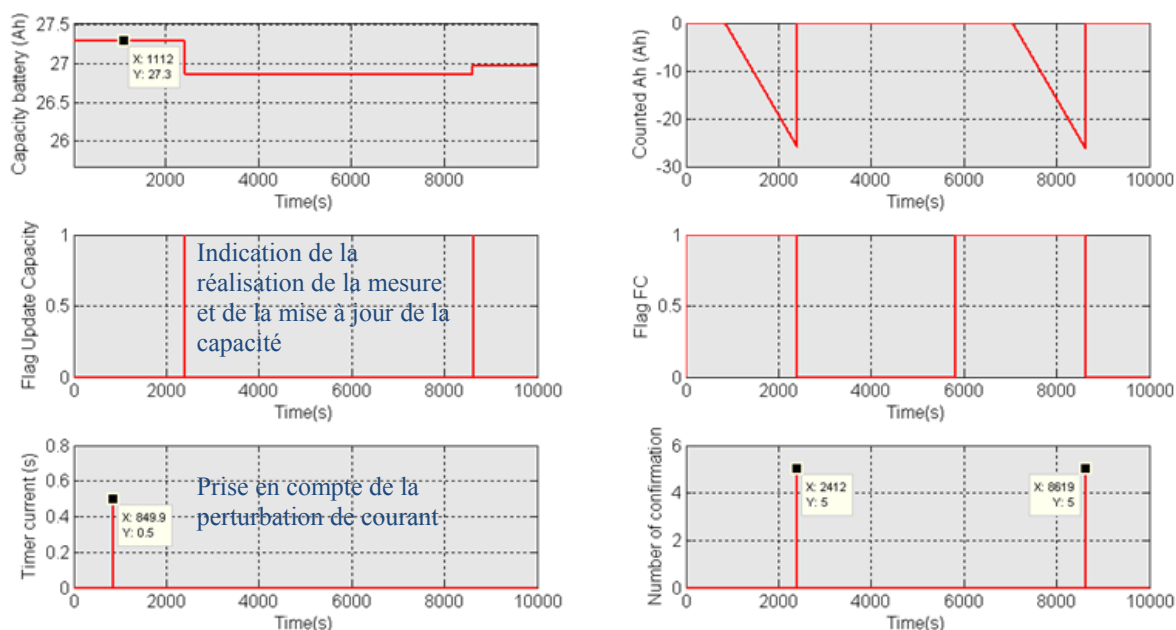 Capacity battery (Ah)
27.5
27
26.5
26
X: 1112
Y: 27.3
2000 4000 6000 8000
Time(s)
Counted Ah (Ah)
0
-10
-20
-30
0 2000 4000 6000 8000 10000
Time(s)
Flag Update Capacity
1
0.5
0
Indication de la
réalisation de la mesure
et de la mise à jour de la
capacité
0 2000 4000 6000 8000 10000
Time(s)
Flag FC
1
0.5
0
0 2000 4000 6000 8000 10000
Time(s)
Timer current (s)
0.8
0.6
0.4
0.2
0
X: 849.9
Y: 0.5
Prise en compte de la
perturbation de courant
0 2000 4000 6000 8000 10000
Time(s)
Number of confirmation
6
4
2
0
X: 2412
Y: 5
X: 8619
Y: 5
0 2000 4000 6000 8000 10000
Time(s)